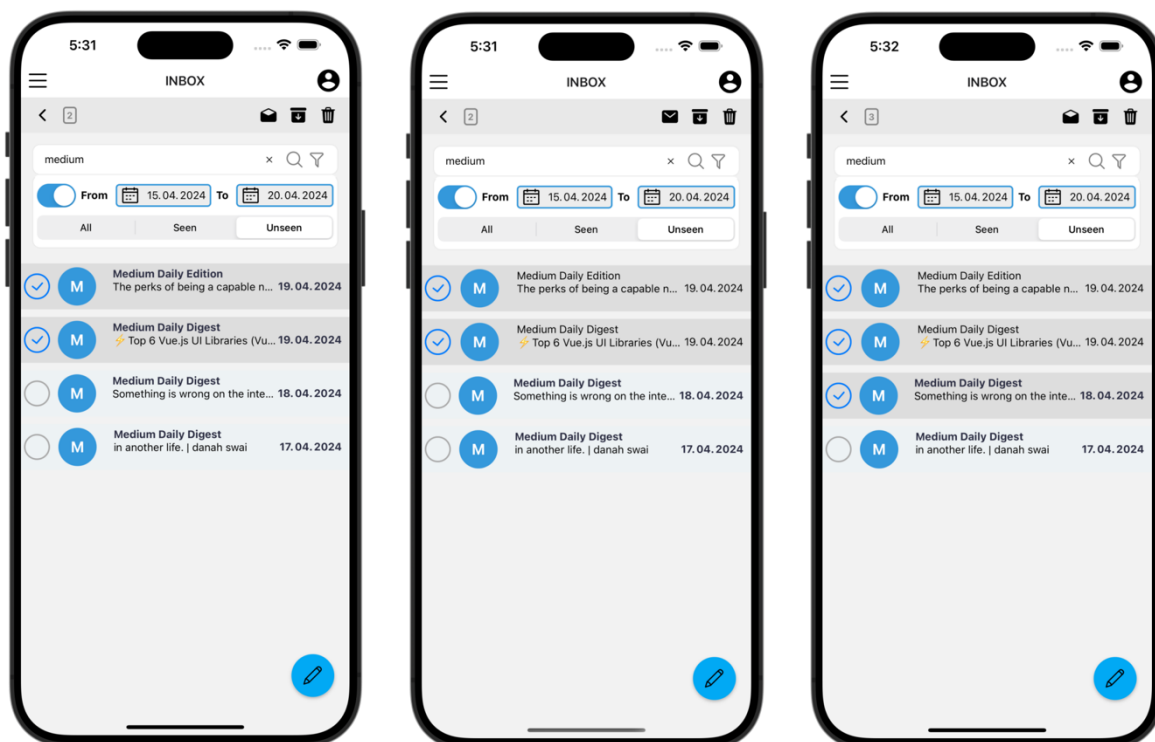 5:31
INBOX
2
medium ×
From 15.04.2024 To 20.04.2024
All Seen Unseen
M Medium Daily Edition
The perks of being a capable n... 19.04.2024
M Medium Daily Digest
⚡Top 6 Vue.js UI Libraries (Vu... 19.04.2024
M Medium Daily Digest
Something is wrong on the inte... 18.04.2024
M Medium Daily Digest
in another life. | danah swai 17.04.2024
5:31
INBOX
2
medium ×
From 15.04.2024 To 20.04.2024
All Seen Unseen
M Medium Daily Edition
The perks of being a capable n... 19.04.2024
M Medium Daily Digest
⚡Top 6 Vue.js UI Libraries (Vu... 19.04.2024
M Medium Daily Digest
Something is wrong on the inte... 18.04.2024
M Medium Daily Digest
in another life. | danah swai 17.04.2024
5:32
INBOX
3
medium ×
From 15.04.2024 To 20.04.2024
All Seen Unseen
M Medium Daily Edition
The perks of being a capable n... 19.04.2024
M Medium Daily Digest
⚡Top 6 Vue.js UI Libraries (Vu... 19.04.2024
M Medium Daily Digest
Something is wrong on the inte... 18.04.2024
M Medium Daily Digest
in another life. | danah swai 17.04.2024